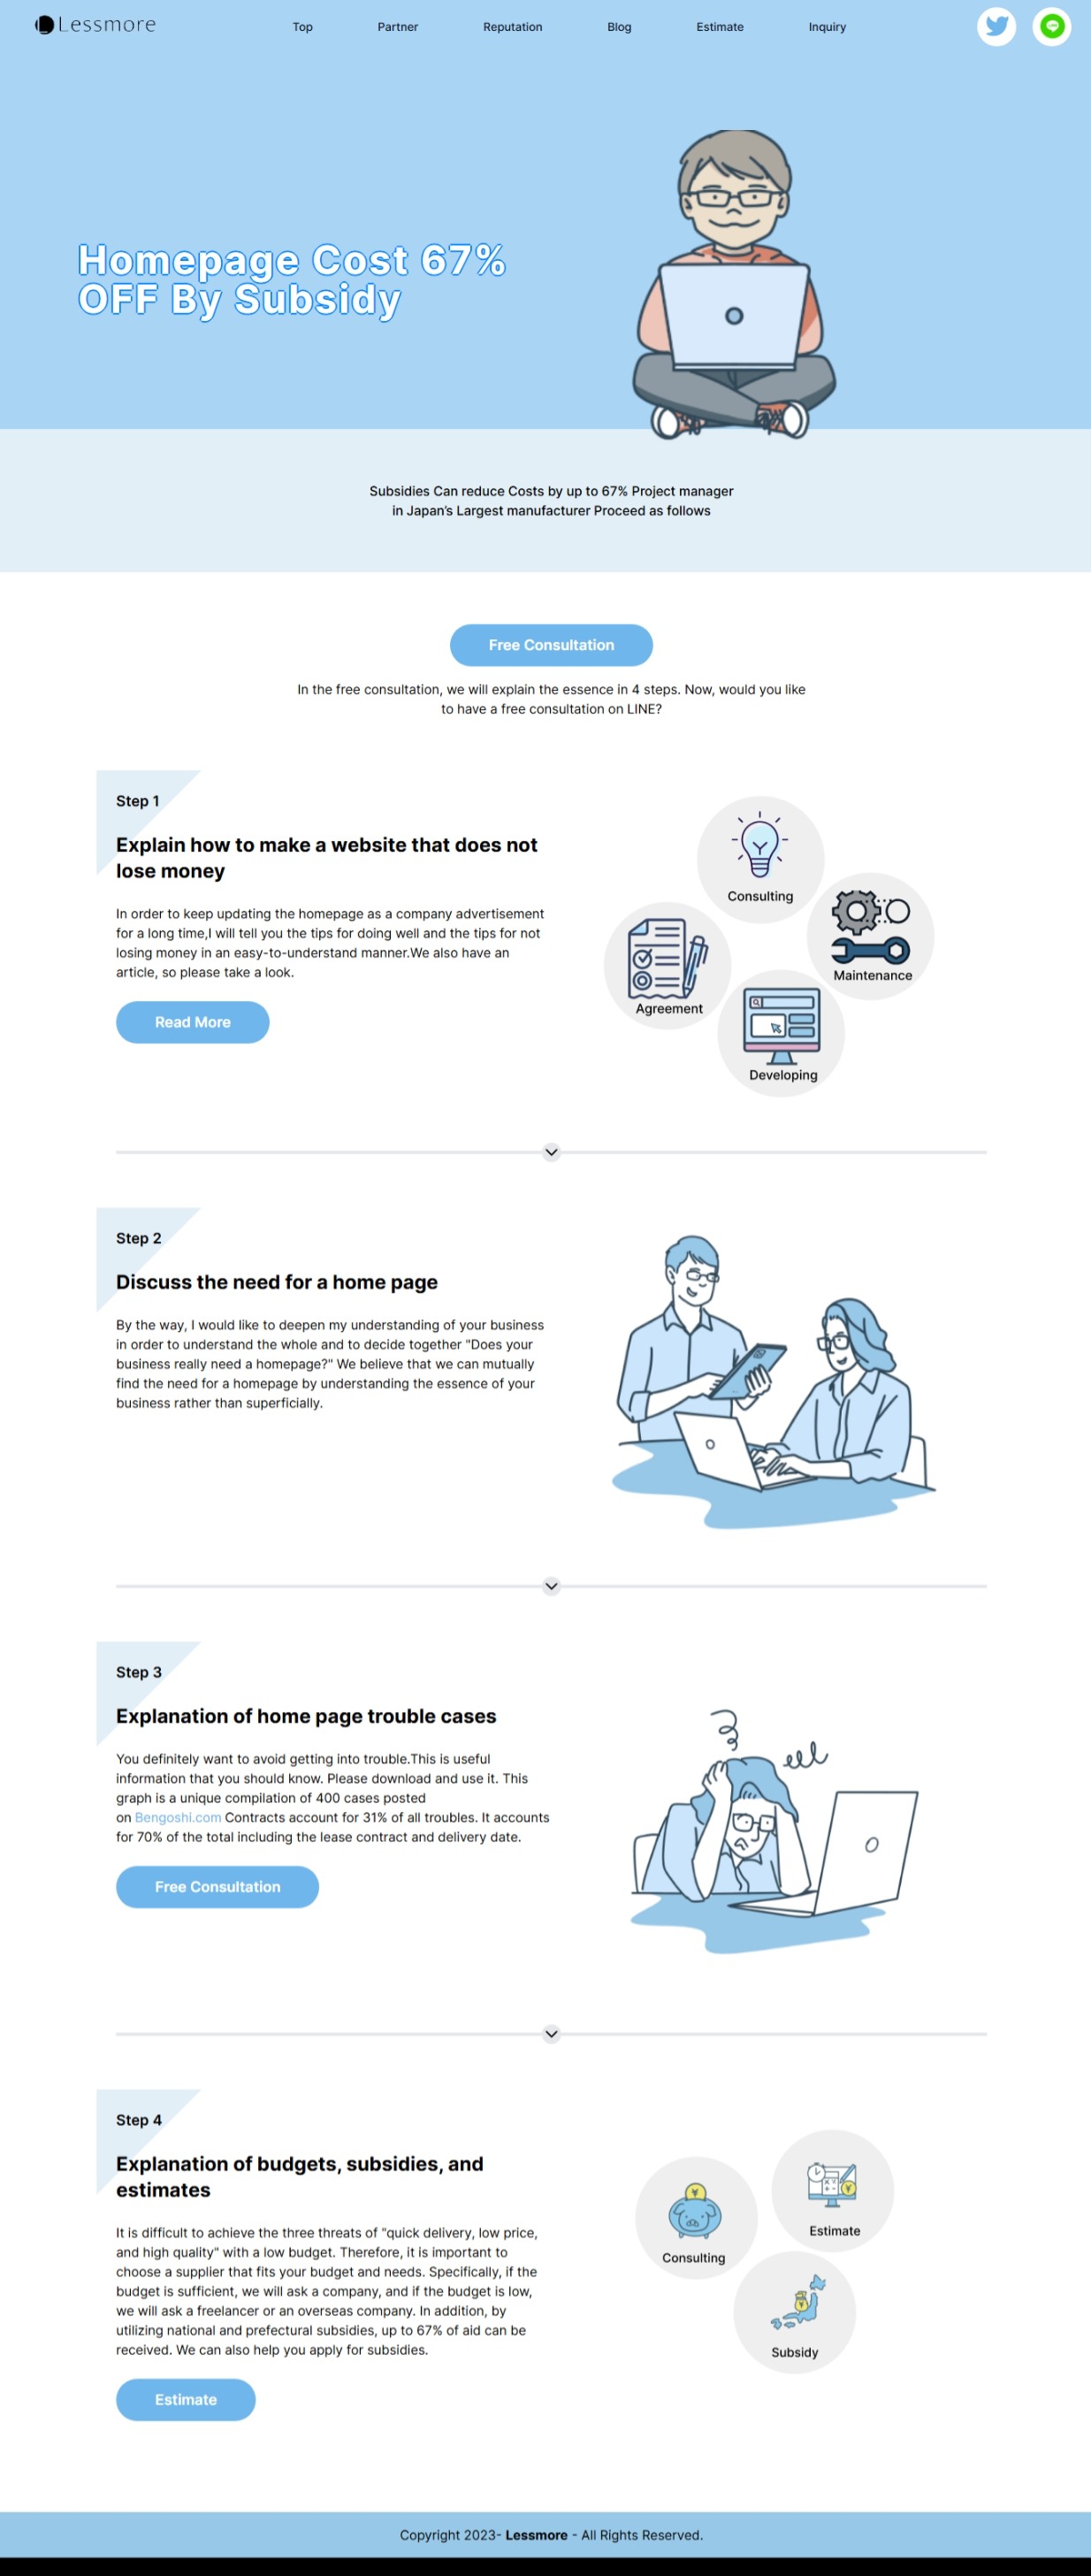 Lessmore
Top Partner Reputation Blog Estimate Inquiry
Homepage Cost 67%
OFF By Subsidy
Subsidies Can reduce Costs by up to 67% Project manager
in Japan's Largest manufacturer Proceed as follows
Free Consultation
In the free consultation, we will explain the essence in 4 steps. Now, would you like
to have a free consultation on LINE?
Step 1
Explain how to make a website that does not
lose money
In order to keep updating the homepage as a company advertisement
for a long time,I will tell you the tips for doing well and the tips for not
losing money in an easy-to-understand manner.We also have an
article, so please take a look.
Read More
Consulting
Maintenance
Agreement
Developing
Step 2
Discuss the need for a home page
By the way, I would like to deepen my understanding of your business
in order to understand the whole and to decide together "Does your
business really need a homepage?" We believe that we can mutually
find the need for a homepage by understanding the essence of your
business rather than superficially.
Step 3
Explanation of home page trouble cases
You definitely want to avoid getting into trouble.This is useful
information that you should know. Please download and use it. This
graph is a unique compilation of 400 cases posted
on Bengoshi.com Contracts account for 31% of all troubles. It accounts
for 70% of the total including the lease contract and delivery date.
Free Consultation
Step 4
Explanation of budgets, subsidies, and
estimates
It is difficult to achieve the three threats of "quick delivery, low price,
and high quality" with a low budget. Therefore, it is important to
choose a supplier that fits your budget and needs. Specifically, if the
budget is sufficient, we will ask a company, and if the budget is low,
we will ask a freelancer or an overseas company. In addition, by
utilizing national and prefectural subsidies, up to 67% of aid can be
received. We can also help you apply for subsidies.
Estimate
Estimate
Consulting
Subsidy
Copyright 2023- Lessmore - All Rights Reserved.